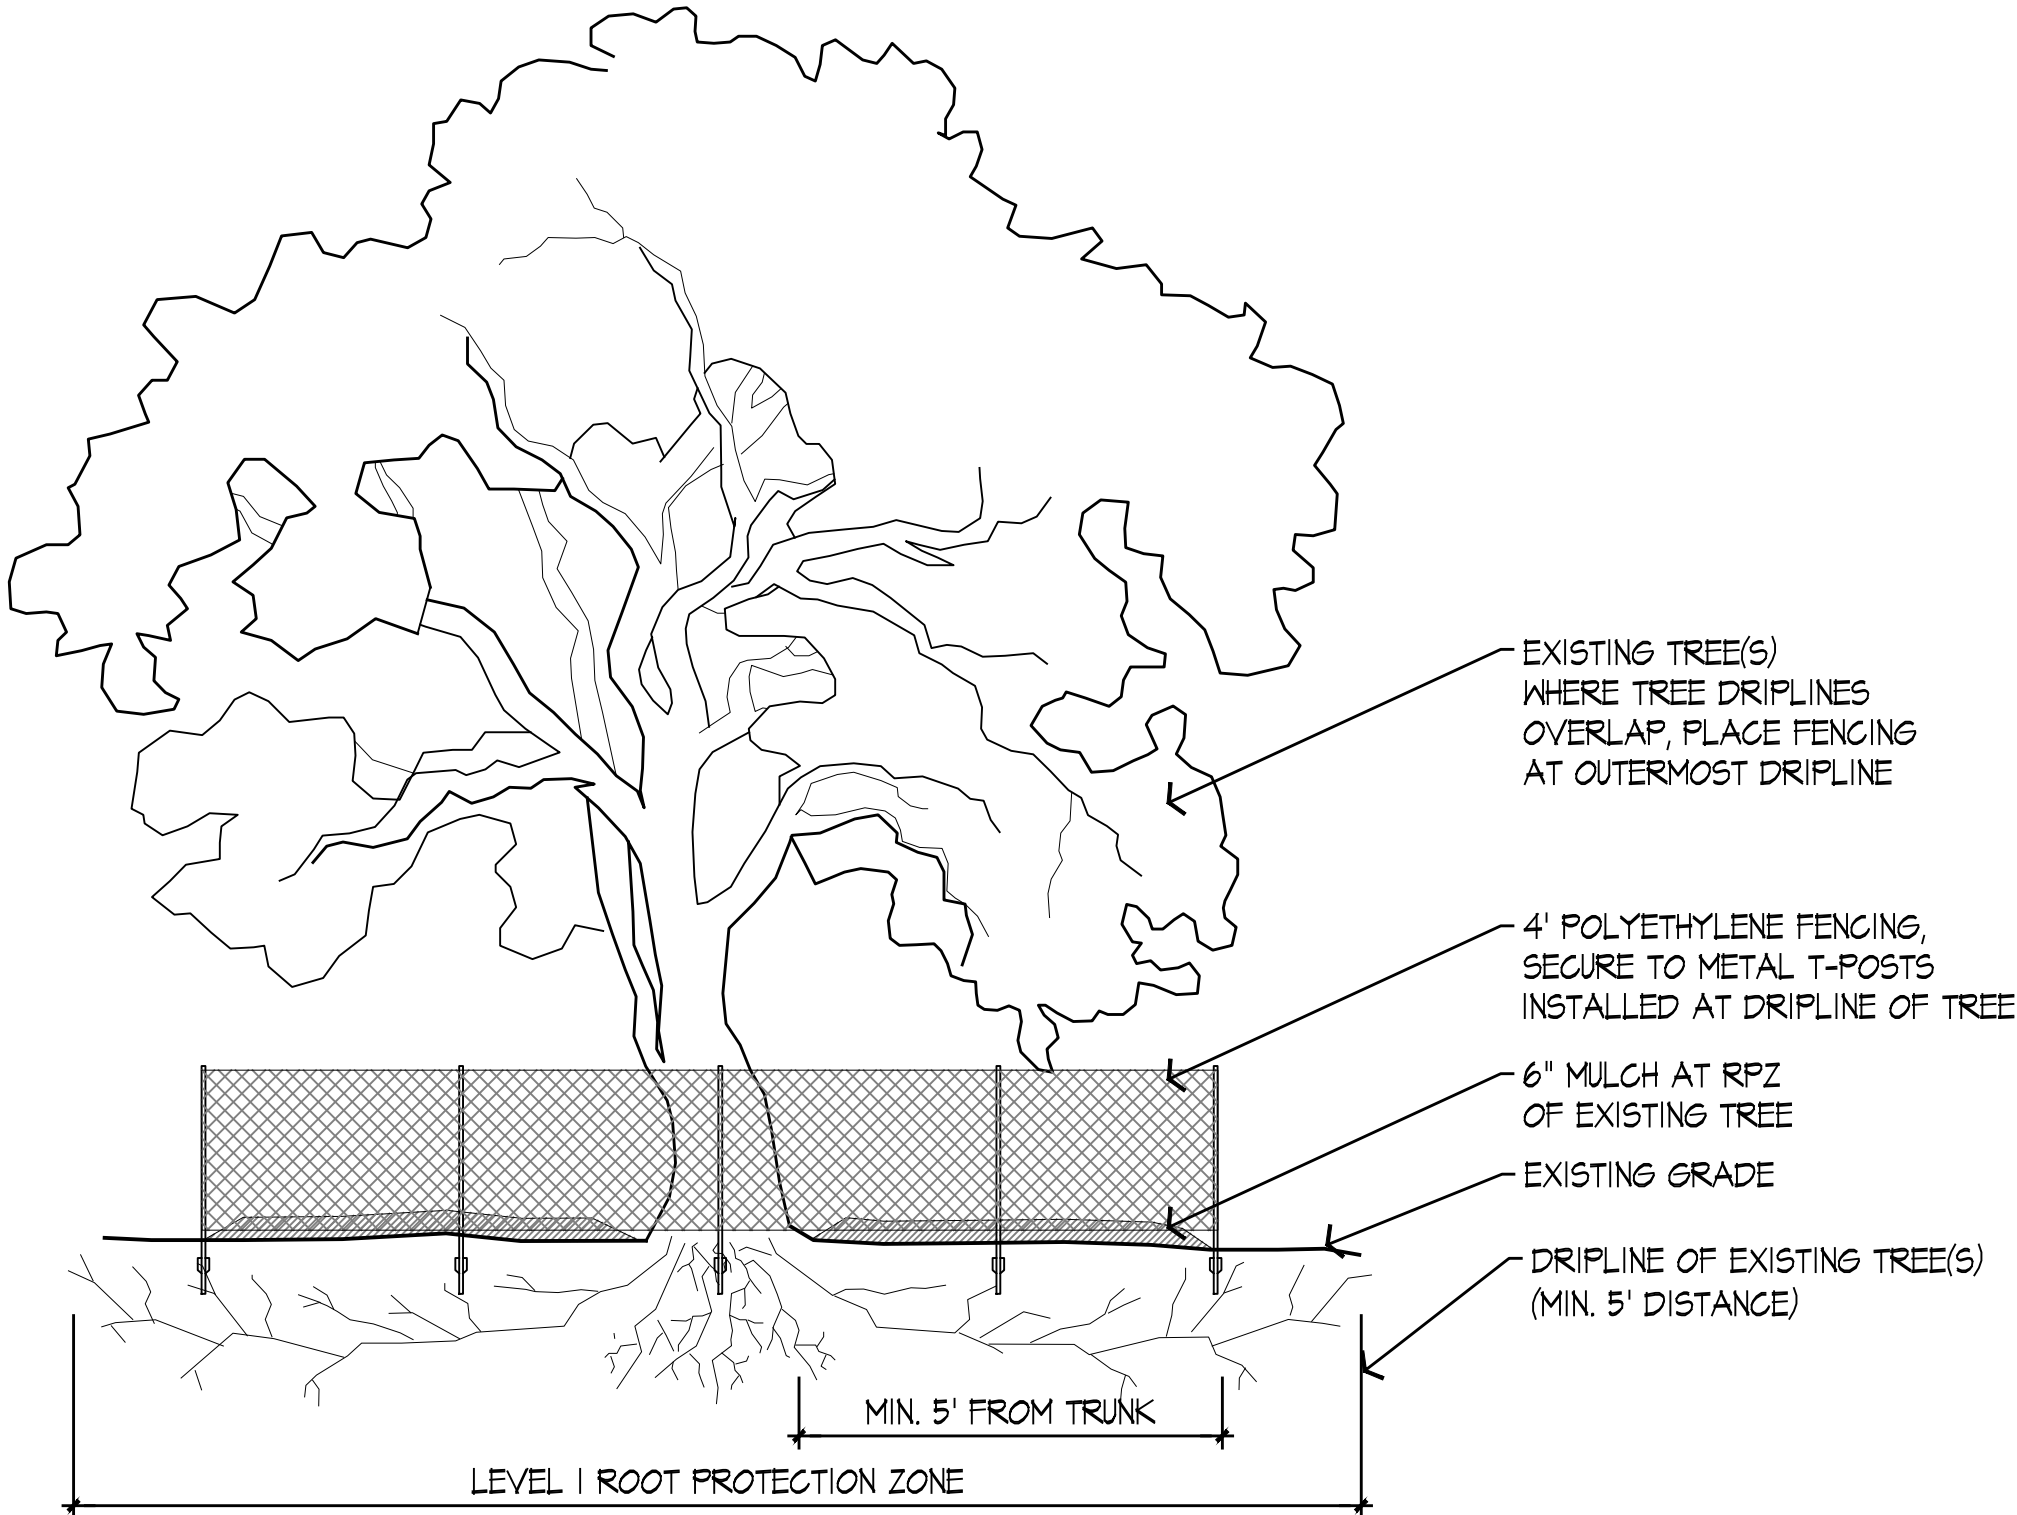 EXISTING TREE(S)
WHERE TREE DRIPLINES
OVERLAP, PLACE FENCING
AT OUTERMOST DRIPLINE
4' POLYETHYLENE FENCING,
SECURE TO METAL T-POSTS
INSTALLED AT DRIPLINE OF TREE
6" MULCH AT RPZ
OF EXISTING TREE
EXISTING GRADE
DRIPLINE OF EXISTING TREE(S)
(MIN. 5' DISTANCE)
MIN. 5' FROM TRUNK
LEVEL 1 ROOT PROTECTION ZONE